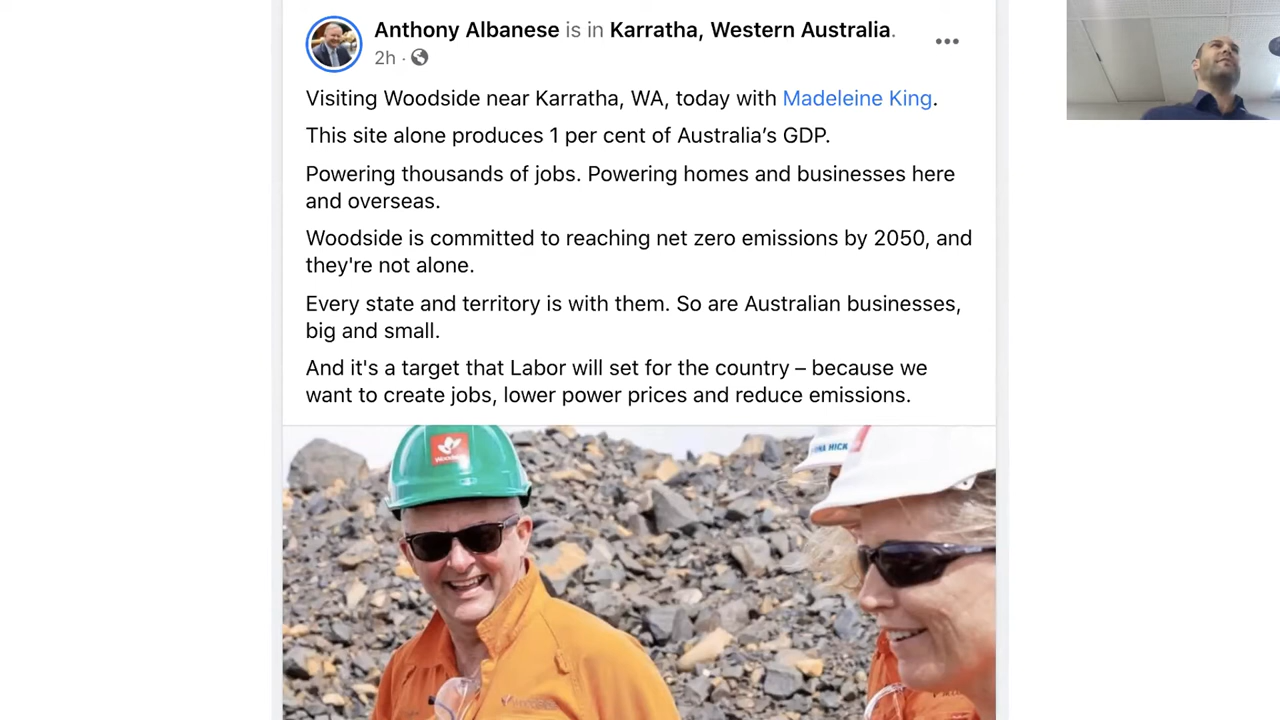 Anthony Albanese is in Karratha, Western Australia.
2h ·
Visiting Woodside near Karratha, WA, today with Madeleine King.
This site alone produces 1 per cent of Australia’s GDP.
Powering thousands of jobs. Powering homes and businesses here
and overseas.
Woodside is committed to reaching net zero emissions by 2050, and
they're not alone.
Every state and territory is with them. So are Australian businesses,
big and small.
And it's a target that Labor will set for the country – because we
want to create jobs, lower power prices and reduce emissions.
HICK